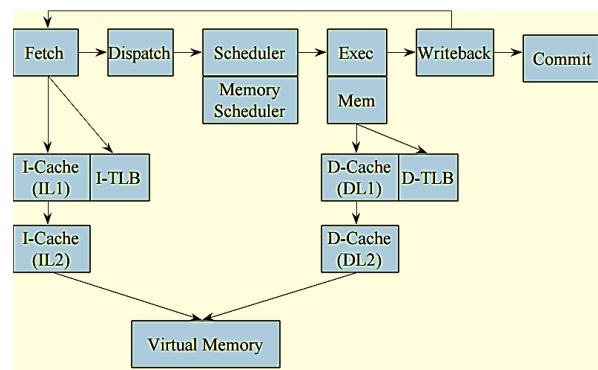 Fetch
Dispatch
Scheduler
Exec
Writeback
Commit
Memory
Scheduler
Mem
I-Cache
(IL1)
I-TLB
D-Cache
(DL1)
D-TLB
I-Cache
(IL2)
D-Cache
(DL2)
Virtual Memory